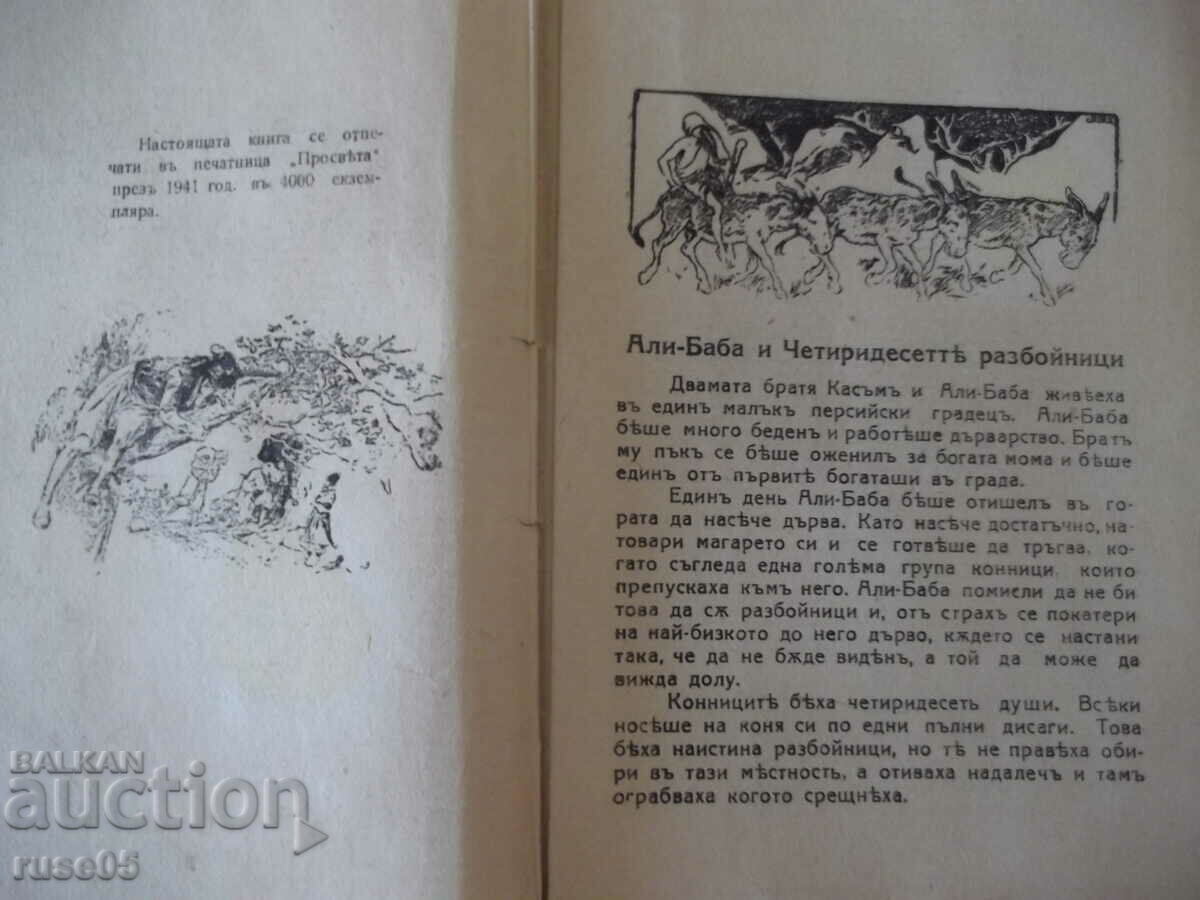 Настоящата книга се отпе-
чати въ печатница „Просвѣта"
презъ 1941 год. въ 4000 екзем-
пляра.
Али-Баба и Четиридесеттѣ разбойници
Двамата братя Касъм и Али-Баба живѣеха
въ единъ малъкъ персийски градецъ. Али-Баба
бѣше много беденъ и работѣше дърварство. Братъ
му пъкъ се бѣше оженилъ за богата мома и бѣше
единъ отъ първитѣ богаташи въ града.
Единъ день Али-Баба бѣше отишелъ въ го-
рата да насѣче дърва. Като насѣче достатъчно, на-
товари магарето си и се готвѣше да тръгва, ко-
гато съгледа една голѣма група конници, които
препускаха къмъ него. Али-Баба помисли да не би
това да сѫ разбойници и, отъ страхъ се покатери
на най-бизкото до него дърво, кѫдето се настани
така, че да не бѫде видѣнъ, а той да може да
вижда долу.
Конницитѣ бѣха четиридесеть души. Всѣки
носѣше на коня си по едни пълни дисаги. Това
бѣха наистина разбойници, но тѣ не правѣха оби-
ри въ тази мѣстность, а отиваха надалечъ и тамъ
ограбваха когото срещнѣха.
BALKAN
auction
ruse05